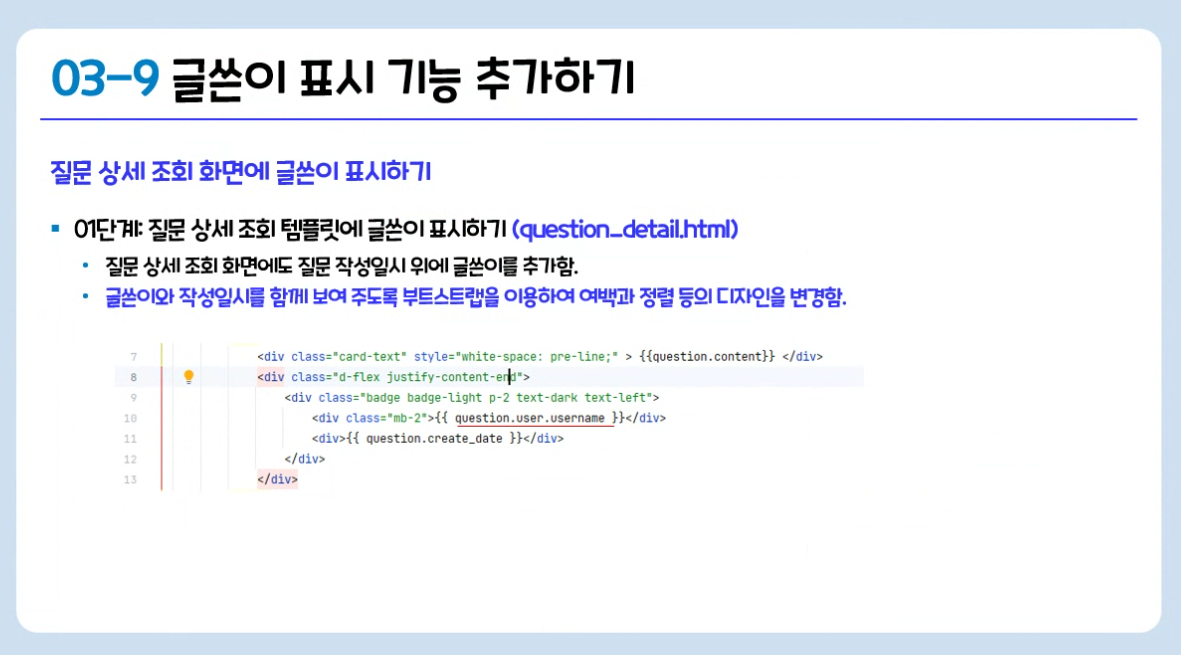 03-9 글쓴이 표시 기능 추가하기
질문 상세 조회 화면에 글쓴이 표시하기
▪ 01단계: 질문 상세 조회 템플릿에 글쓴이 표시하기 (question_detail.html)
• 질문 상세 조회 화면에도 질문 작성일시 위에 글쓴이를 추가함.
• 글쓴이와 작성일시를 함께 보여 주도록 부트스트랩을 이용하여 여백과 정렬 등의 디자인을 변경함.
7 <div class="card-text" style="white-space: pre-line;" > {{question.content}} </div>
8 <div class="d-flex justify-content-end">
9 <div class="badge badge-light p-2 text-dark text-left">
10 <div class="mb-2">{{ question.user.username }}</div>
11 <div>{{ question.create_date }}</div>
12 </div>
13 </div>